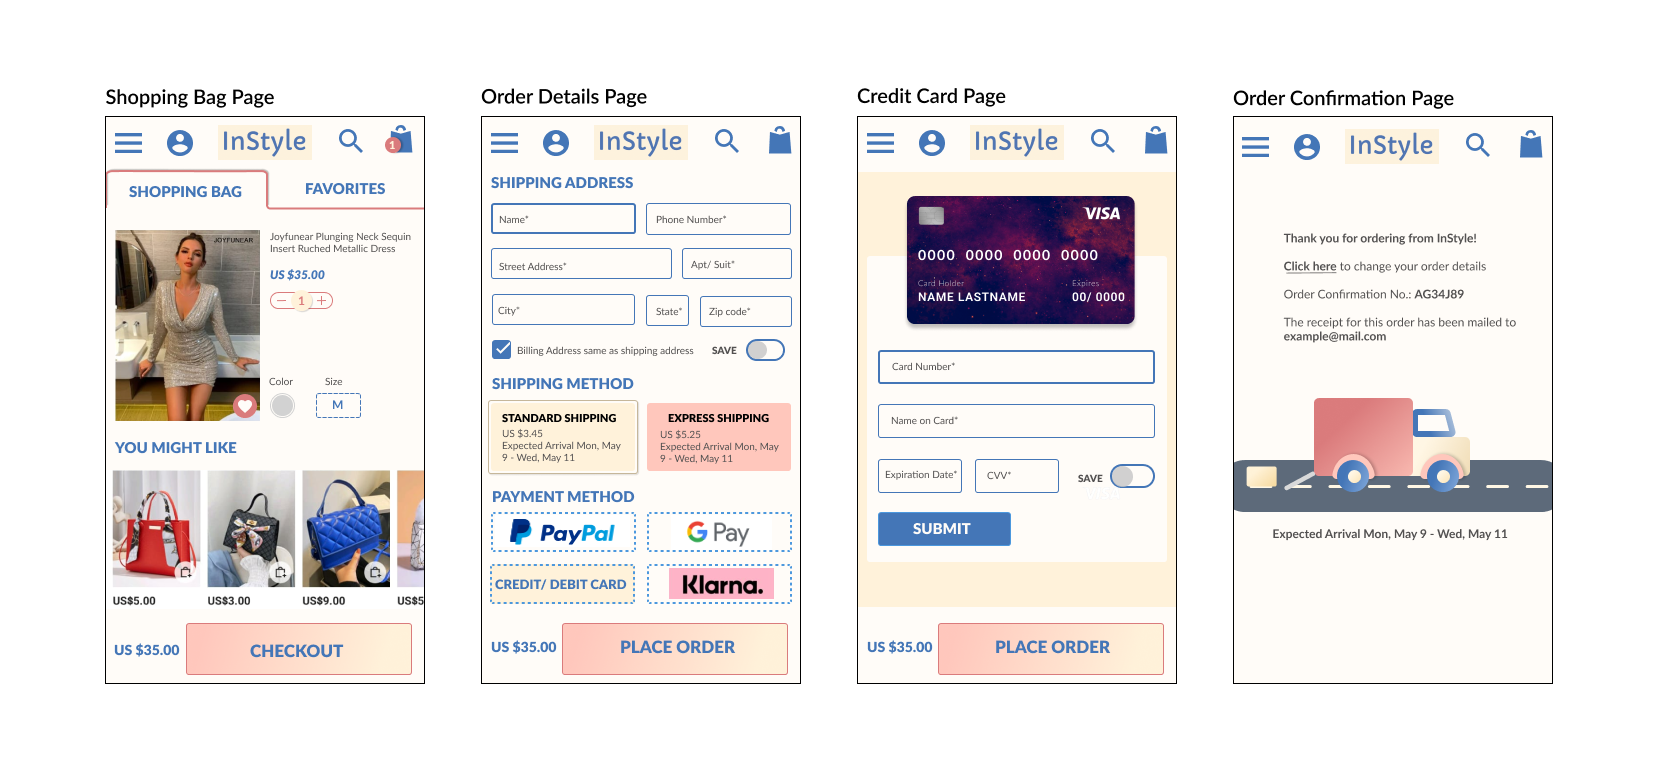 Shopping Bag Page
InStyle
1
SHOPPING BAG
FAVORITES
JOYFUNEAR
Joyfunear Plunging Neck Sequin
Insert Ruched Metallic Dress
US $35.00
− 1 +
Color
Size
M
YOU MIGHT LIKE
US$5.00
US$3.00
US$9.00
US$5
US $35.00
CHECKOUT
Order Details Page
InStyle
SHIPPING ADDRESS
Name*
Phone Number*
Street Address*
Apt/ Suit*
City*
State*
Zip code*
Billing Address same as shipping address
SAVE
SHIPPING METHOD
STANDARD SHIPPING
US $3.45
Expected Arrival Mon, May
9 - Wed, May 11
EXPRESS SHIPPING
US $5.25
Expected Arrival Mon, May
9 - Wed, May 11
PAYMENT METHOD
PayPal
G Pay
CREDIT/ DEBIT CARD
Klarna.
US $35.00
PLACE ORDER
Credit Card Page
InStyle
VISA
0000 0000 0000 0000
Card Holder
Expires
NAME LASTNAME
00/ 0000
Card Number*
Name on Card*
Expiration Date*
CVV*
SAVE
SUBMIT
US $35.00
PLACE ORDER
Order Confirmation Page
InStyle
Thank you for ordering from InStyle!
Click here to change your order details
Order Confirmation No.: AG34J89
The receipt for this order has been mailed to
example@mail.com
Expected Arrival Mon, May 9 - Wed, May 11